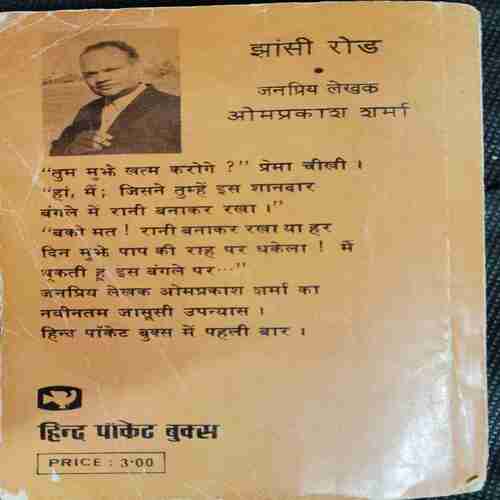 झांसी रोड
जनप्रिय लेखक
ओमप्रकाश शर्मा
“तुम मुझे खत्म करोगे ?” प्रेमा चीखी ।
“हां, मैं ; जिसने तुम्हें इस शानदार
बंगले में रानी बनाकर रखा ।”
“बको मत ! रानी बनाकर रखा या हर
दिन मुझे पाप की राह पर धकेला ! मैं
थूकती हू इस बंगले पर...”
जनप्रिय लेखक ओमप्रकाश शर्मा का
नवीनतम जासूसी उपन्यास ।
हिन्द पॉकेट बुक्स में पहली बार ।
हिन्द पॉकेट बुक्स
PRICE : 3·00